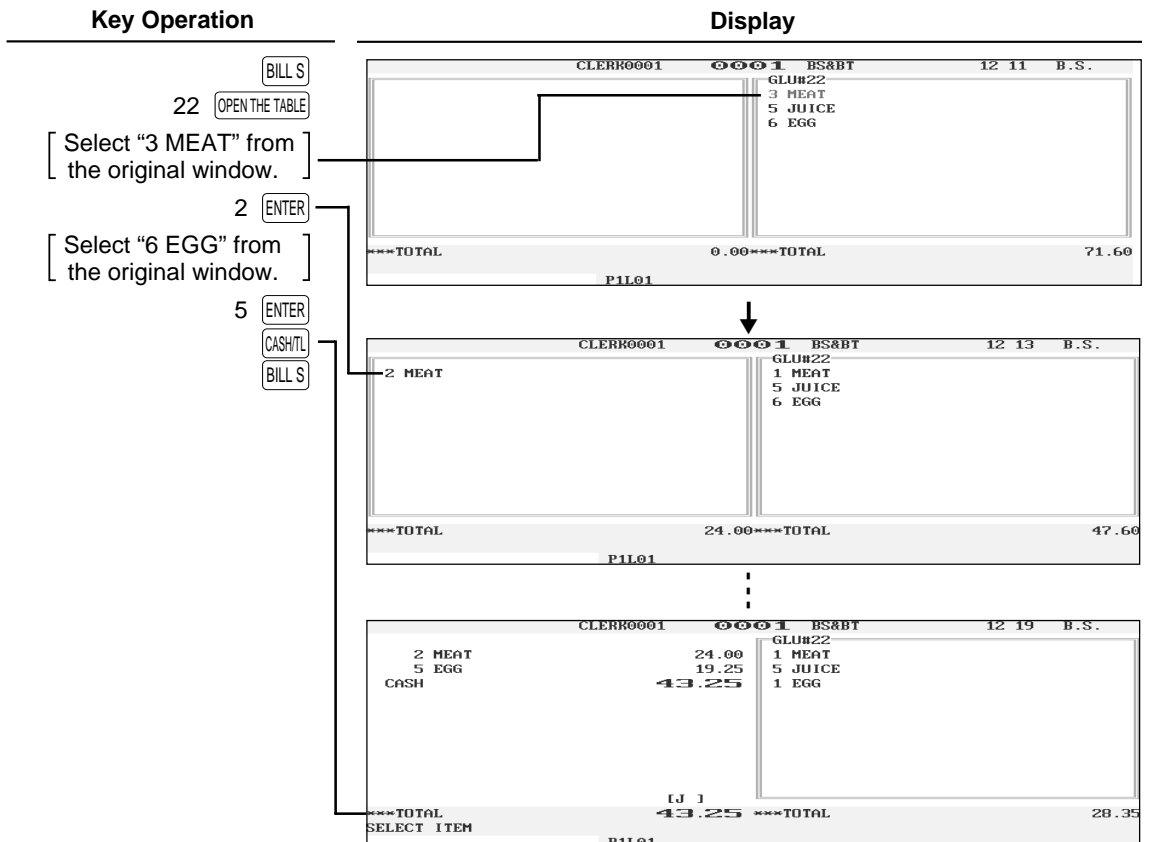 Key Operation
Display
BILL S
22 OPEN THE TABLE
Select “3 MEAT” from
the original window.
2 ENTER
Select “6 EGG” from
the original window.
5 ENTER
CASH/TL
BILL S
CLERK0001 0001 BS&BT 12 11 B.S.
GLU#22
3 MEAT
5 JUICE
6 EGG
***TOTAL 0.00***TOTAL 71.60
P1L01
CLERK0001 0001 BS&BT 12 13 B.S.
GLU#22
2 MEAT 1 MEAT
5 JUICE
6 EGG
***TOTAL 24.00***TOTAL 47.60
P1L01
CLERK0001 0001 BS&BT 12 19 B.S.
GLU#22
2 MEAT 24.00 1 MEAT
5 EGG 19.25 5 JUICE
CASH 43.25 1 EGG
[J ]
***TOTAL 43.25 ***TOTAL 28.35
SELECT ITEM
P1L01